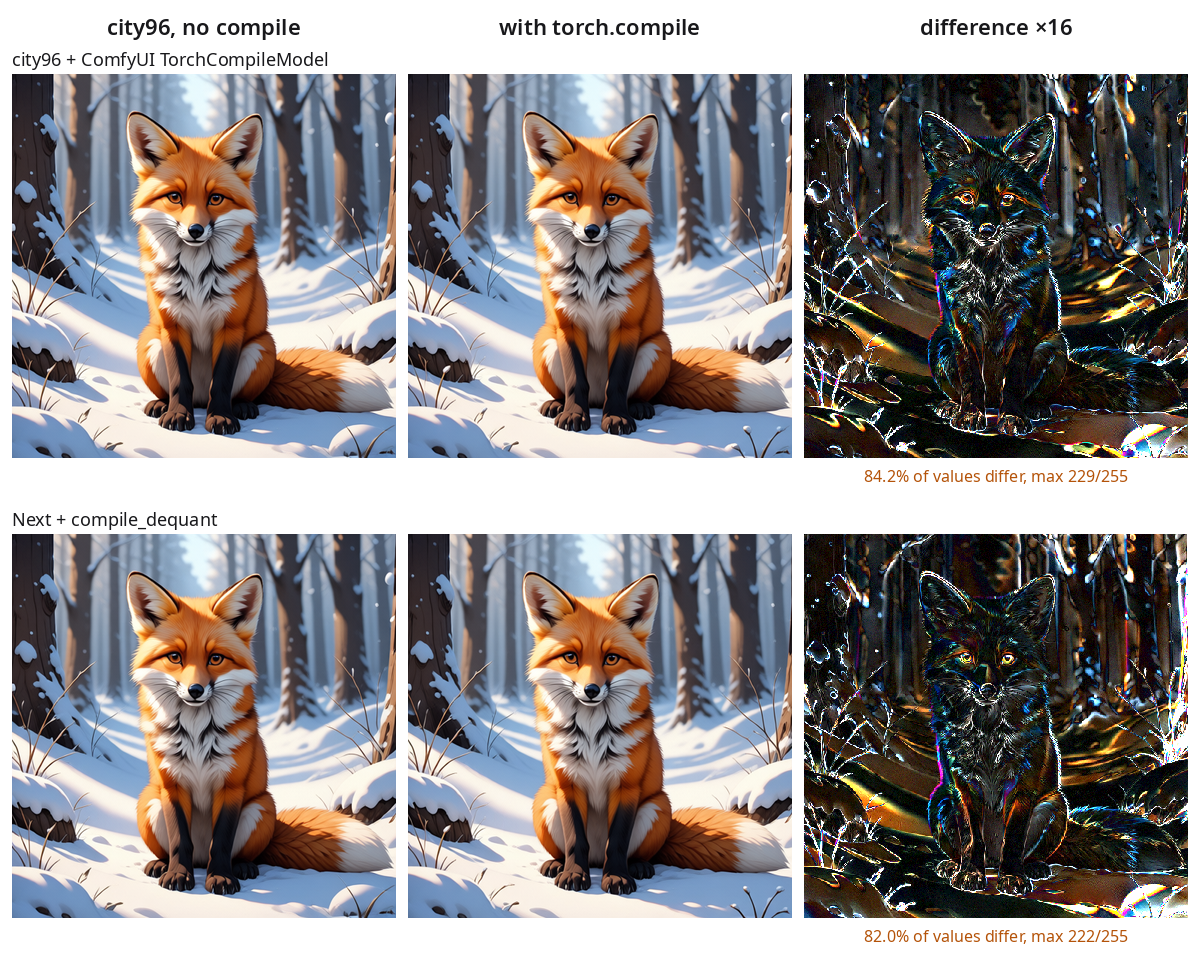 city96, no compile
with torch.compile
difference ×16
city96 + ComfyUI TorchCompileModel
84.2% of values differ, max 229/255
Next + compile_dequant
82.0% of values differ, max 222/255